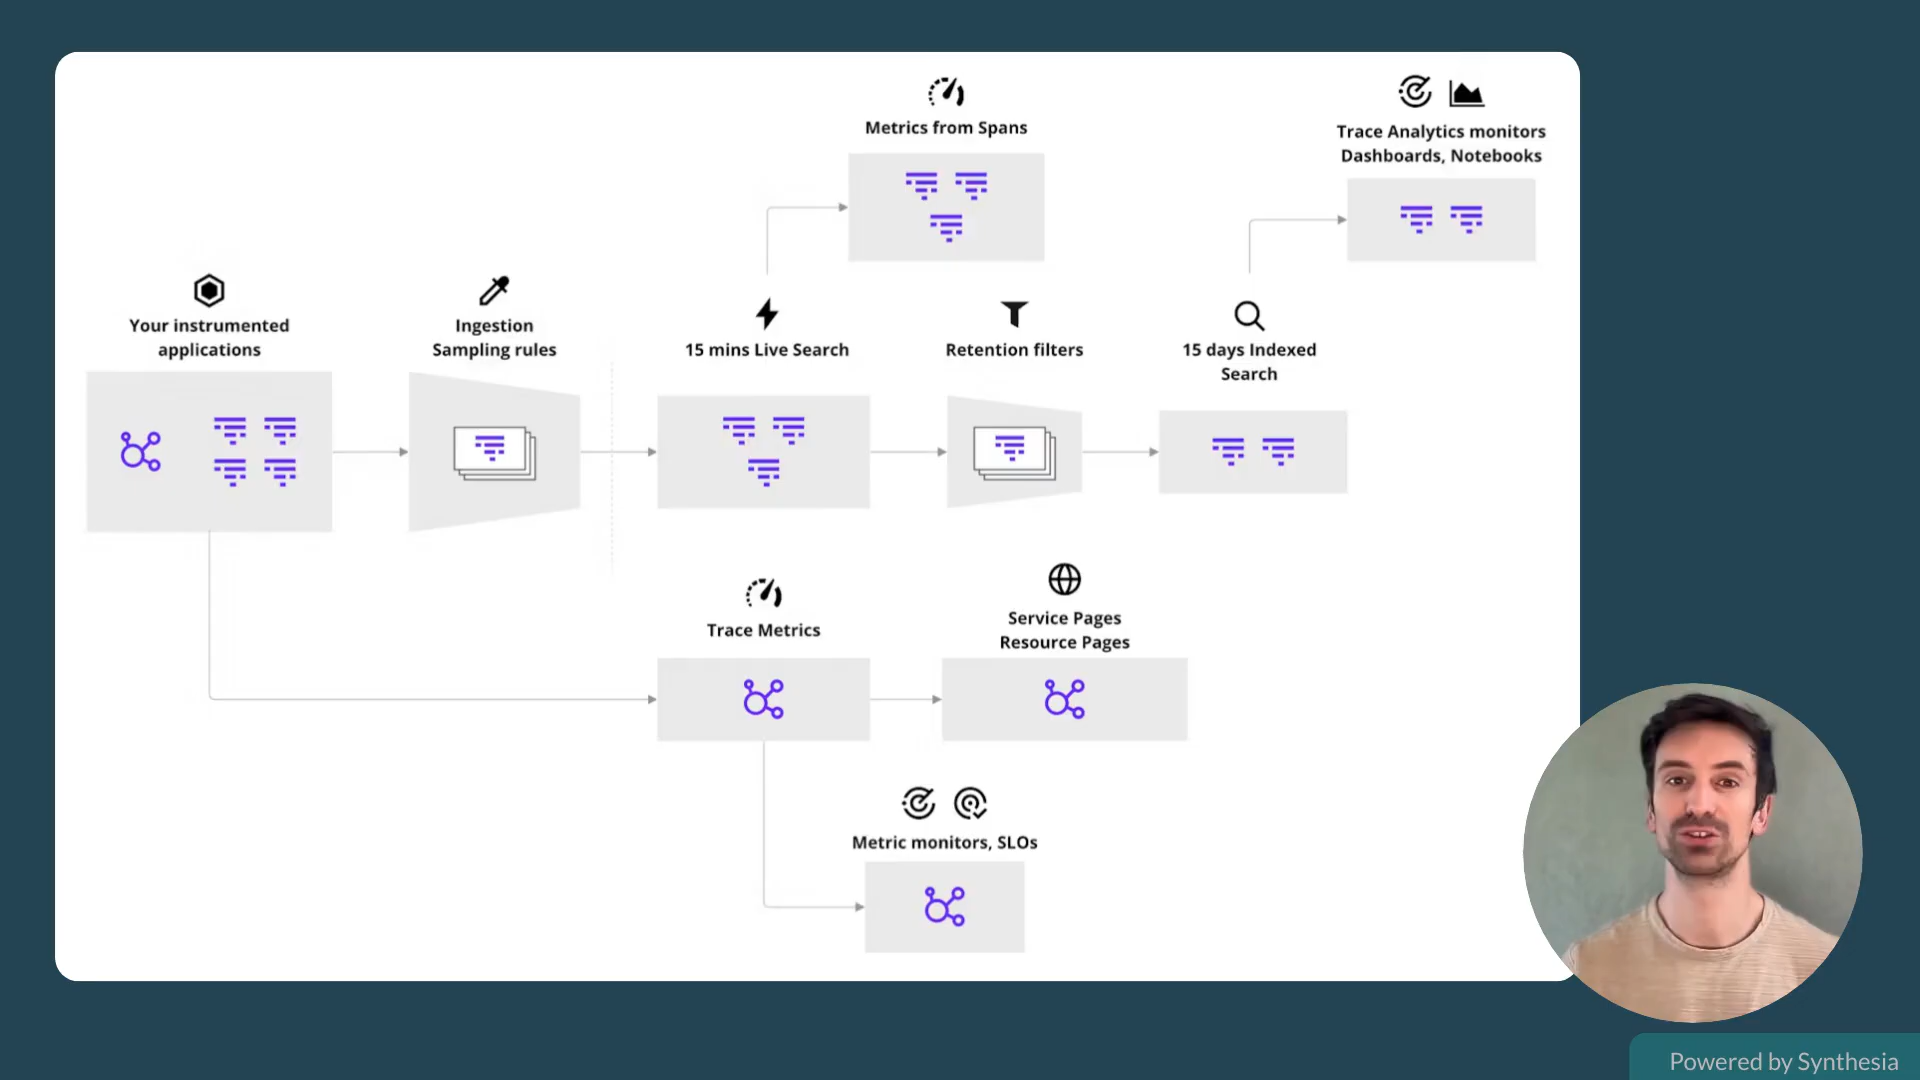 Metrics from Spans
Trace Analytics monitors
Dashboards, Notebooks
Your instrumented
applications
Ingestion
Sampling rules
15 mins Live Search
Retention filters
15 days Indexed
Search
Trace Metrics
Service Pages
Resource Pages
Metric monitors, SLOs
Powered by Synthesia